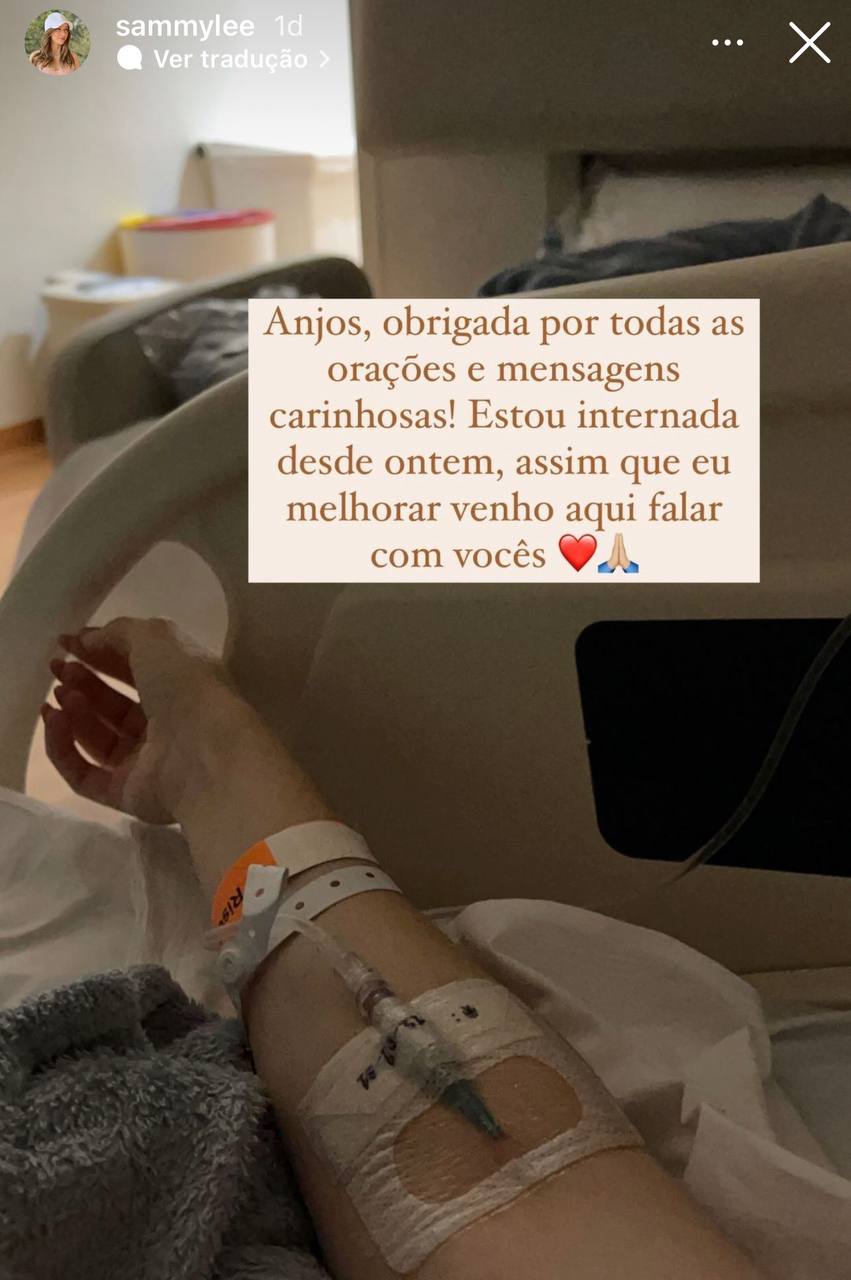 sammylee 1d
Ver tradução
Anjos, obrigada por todas as
orações e mensagens
carinhosas! Estou internada
desde ontem, assim que eu
melhorar venho aqui falar
com vocês ❤️🙏🏼